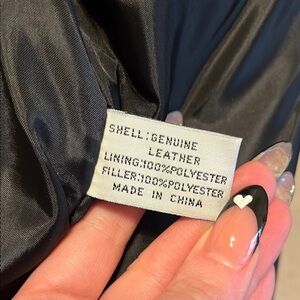 SHELL:GENUINE
LEATHER
LINING:100%POLYESTER
FILLER:100%POLYESTER
MADE IN CHINA